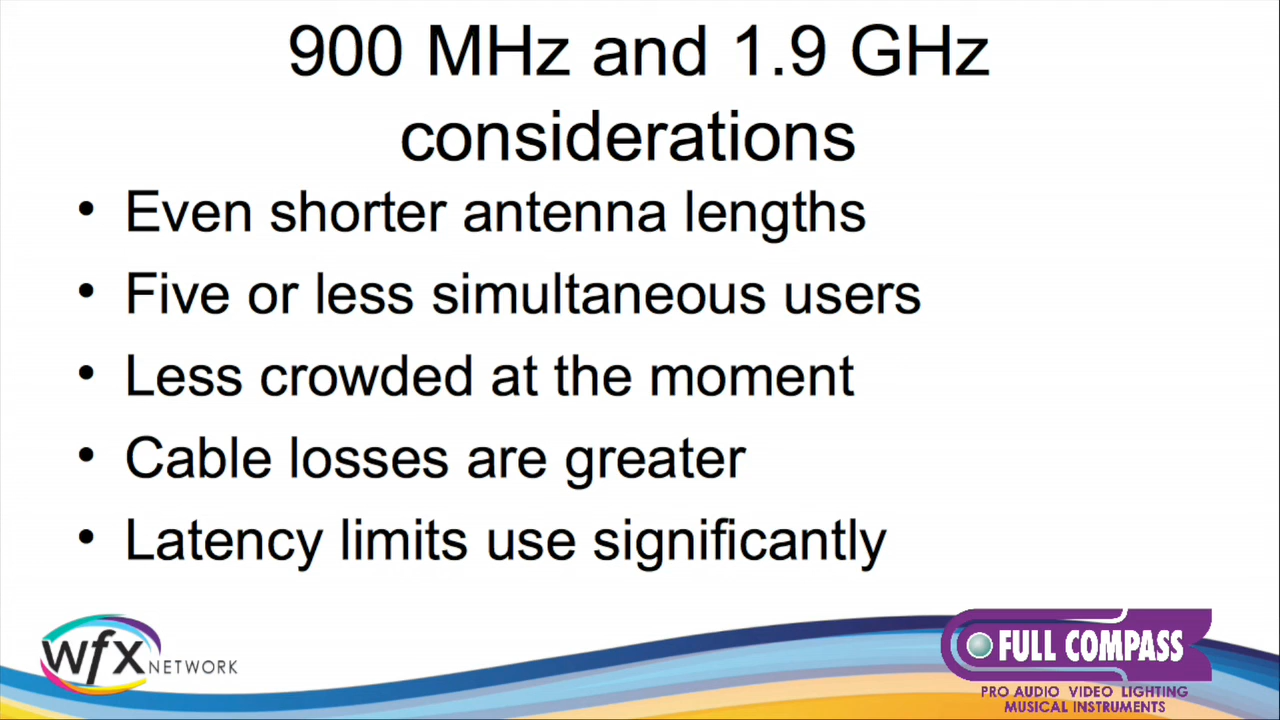 900 MHz and 1.9 GHz
considerations
• Even shorter antenna lengths
• Five or less simultaneous users
• Less crowded at the moment
• Cable losses are greater
• Latency limits use significantly
wfx NETWORK
FULL COMPASS
PRO AUDIO VIDEO LIGHTING
MUSICAL INSTRUMENTS